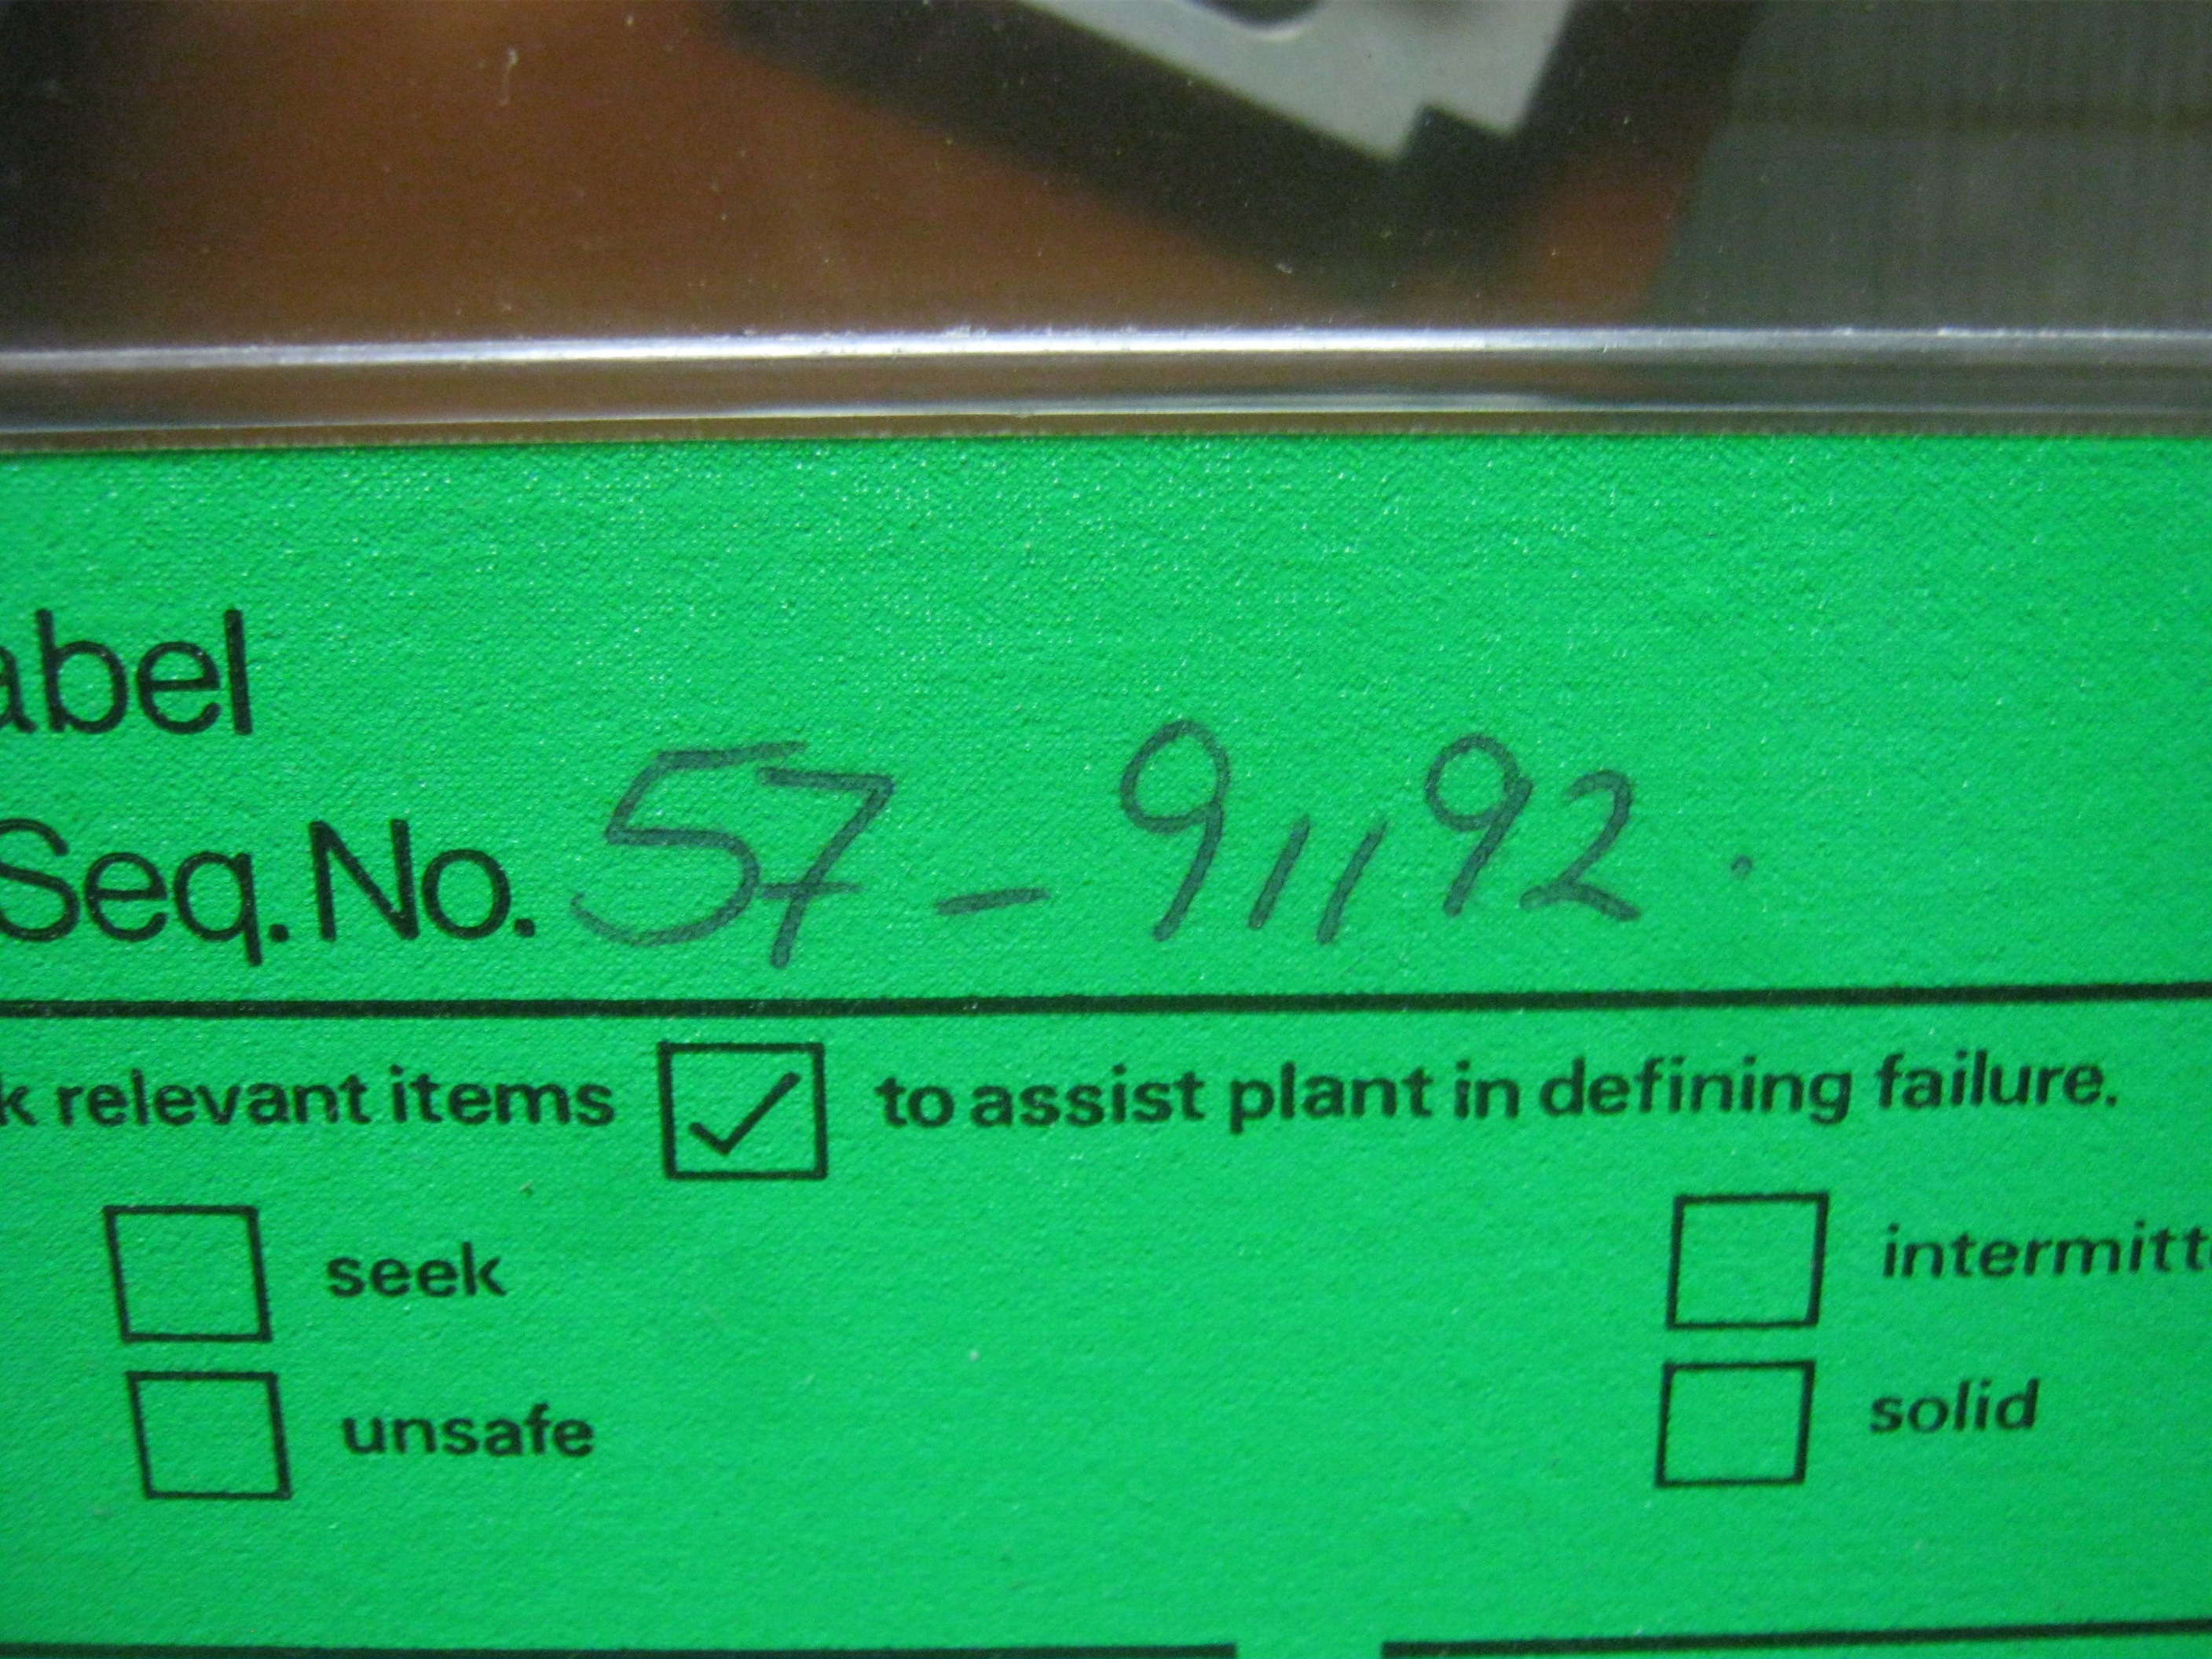 abel
Seq. No. 57-91192.
k relevant items ✓ to assist plant in defining failure.
seek intermitt
unsafe solid